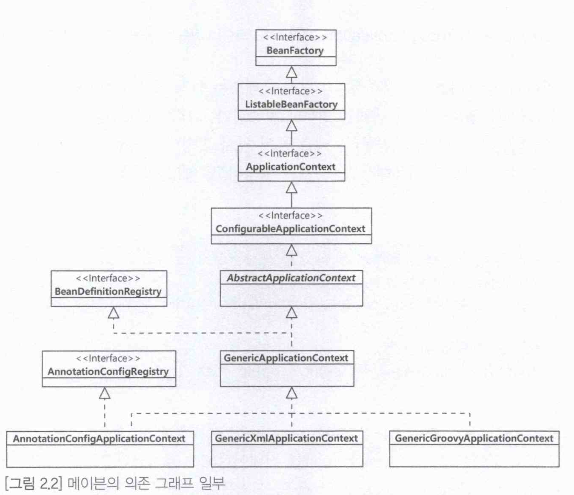 <<Interface>>
BeanFactory
<<Interface>>
ListableBeanFactory
<<Interface>>
ApplicationContext
<<Interface>>
ConfigurableApplicationContext
<<Interface>>
BeanDefinitionRegistry
AbstractApplicationContext
<<Interface>>
AnnotationConfigRegistry
GenericApplicationContext
AnnotationConfigApplicationContext
GenericXmlApplicationContext
GenericGroovyApplicationContext
[그림 2.2] 메이븐의 의존 그래프 일부